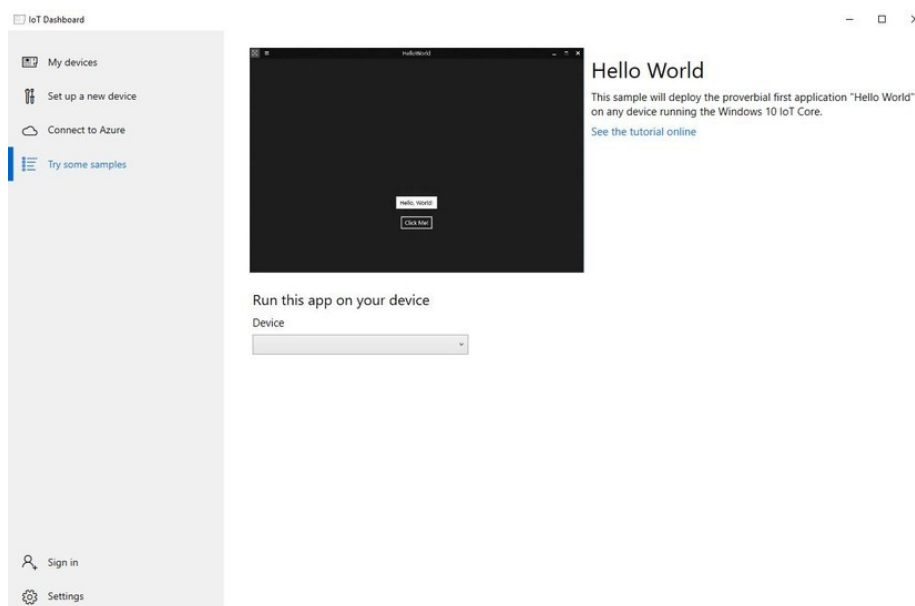 IoT Dashboard
My devices
Set up a new device
Connect to Azure
Try some samples
HelloWorld
Hello, World!
Click Me!
Hello World
This sample will deploy the proverbial first application "Hello World"
on any device running the Windows 10 IoT Core.
See the tutorial online
Run this app on your device
Device
Sign in
Settings